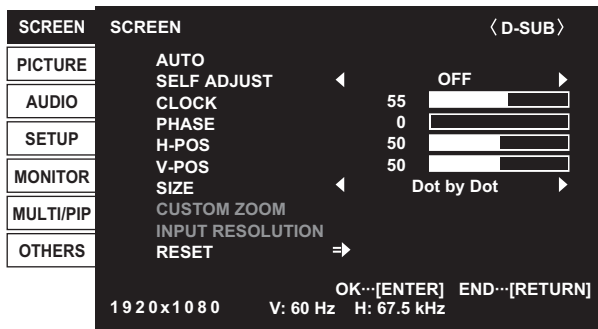 SCREEN
PICTURE
AUDIO
SETUP
MONITOR
MULTI/PIP
OTHERS
SCREEN 〈D-SUB〉
AUTO
SELF ADJUST OFF
CLOCK 55
PHASE 0
H-POS 50
V-POS 50
SIZE Dot by Dot
CUSTOM ZOOM
INPUT RESOLUTION
RESET
OK···[ENTER] END···[RETURN]
1920x1080 V: 60 Hz H: 67.5 kHz